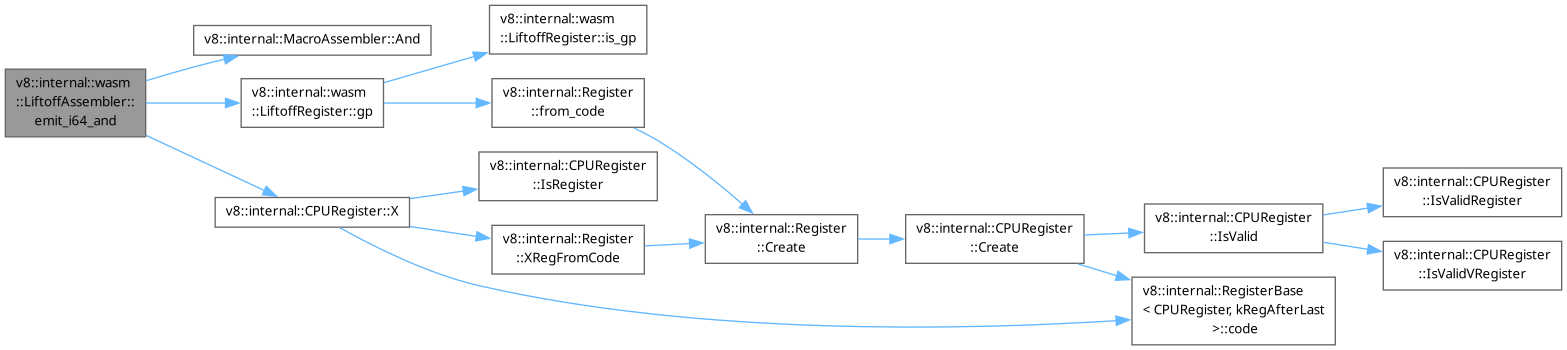 v8::internal::wasm
::LiftoffAssembler::
emit_i64_and
v8::internal::MacroAssembler::And
v8::internal::wasm
::LiftoffRegister::gp
v8::internal::wasm
::LiftoffRegister::is_gp
v8::internal::Register
::from_code
v8::internal::CPURegister::X
v8::internal::CPURegister
::IsRegister
v8::internal::Register
::XRegFromCode
v8::internal::Register
::Create
v8::internal::CPURegister
::Create
v8::internal::CPURegister
::IsValid
v8::internal::RegisterBase
< CPURegister, kRegAfterLast
>::code
v8::internal::CPURegister
::IsValidRegister
v8::internal::CPURegister
::IsValidVRegister